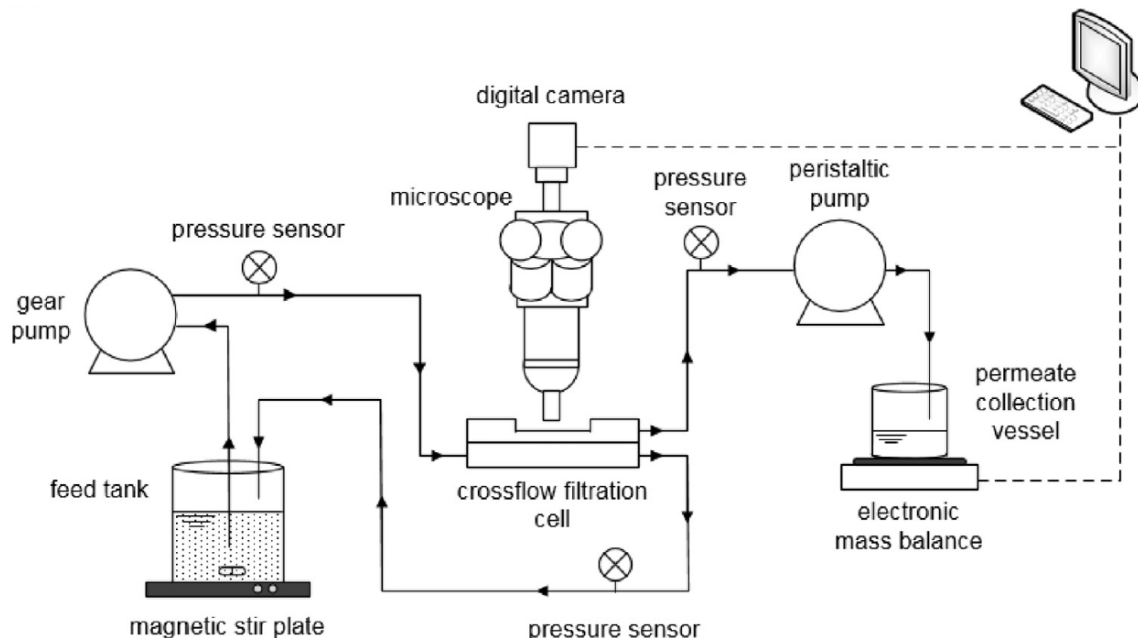 digital camera
microscope
pressure
sensor
peristaltic
pump
pressure sensor
gear
pump
permeate
collection
vessel
feed tank
crossflow filtration
cell
electronic
mass balance
magnetic stir plate
pressure sensor